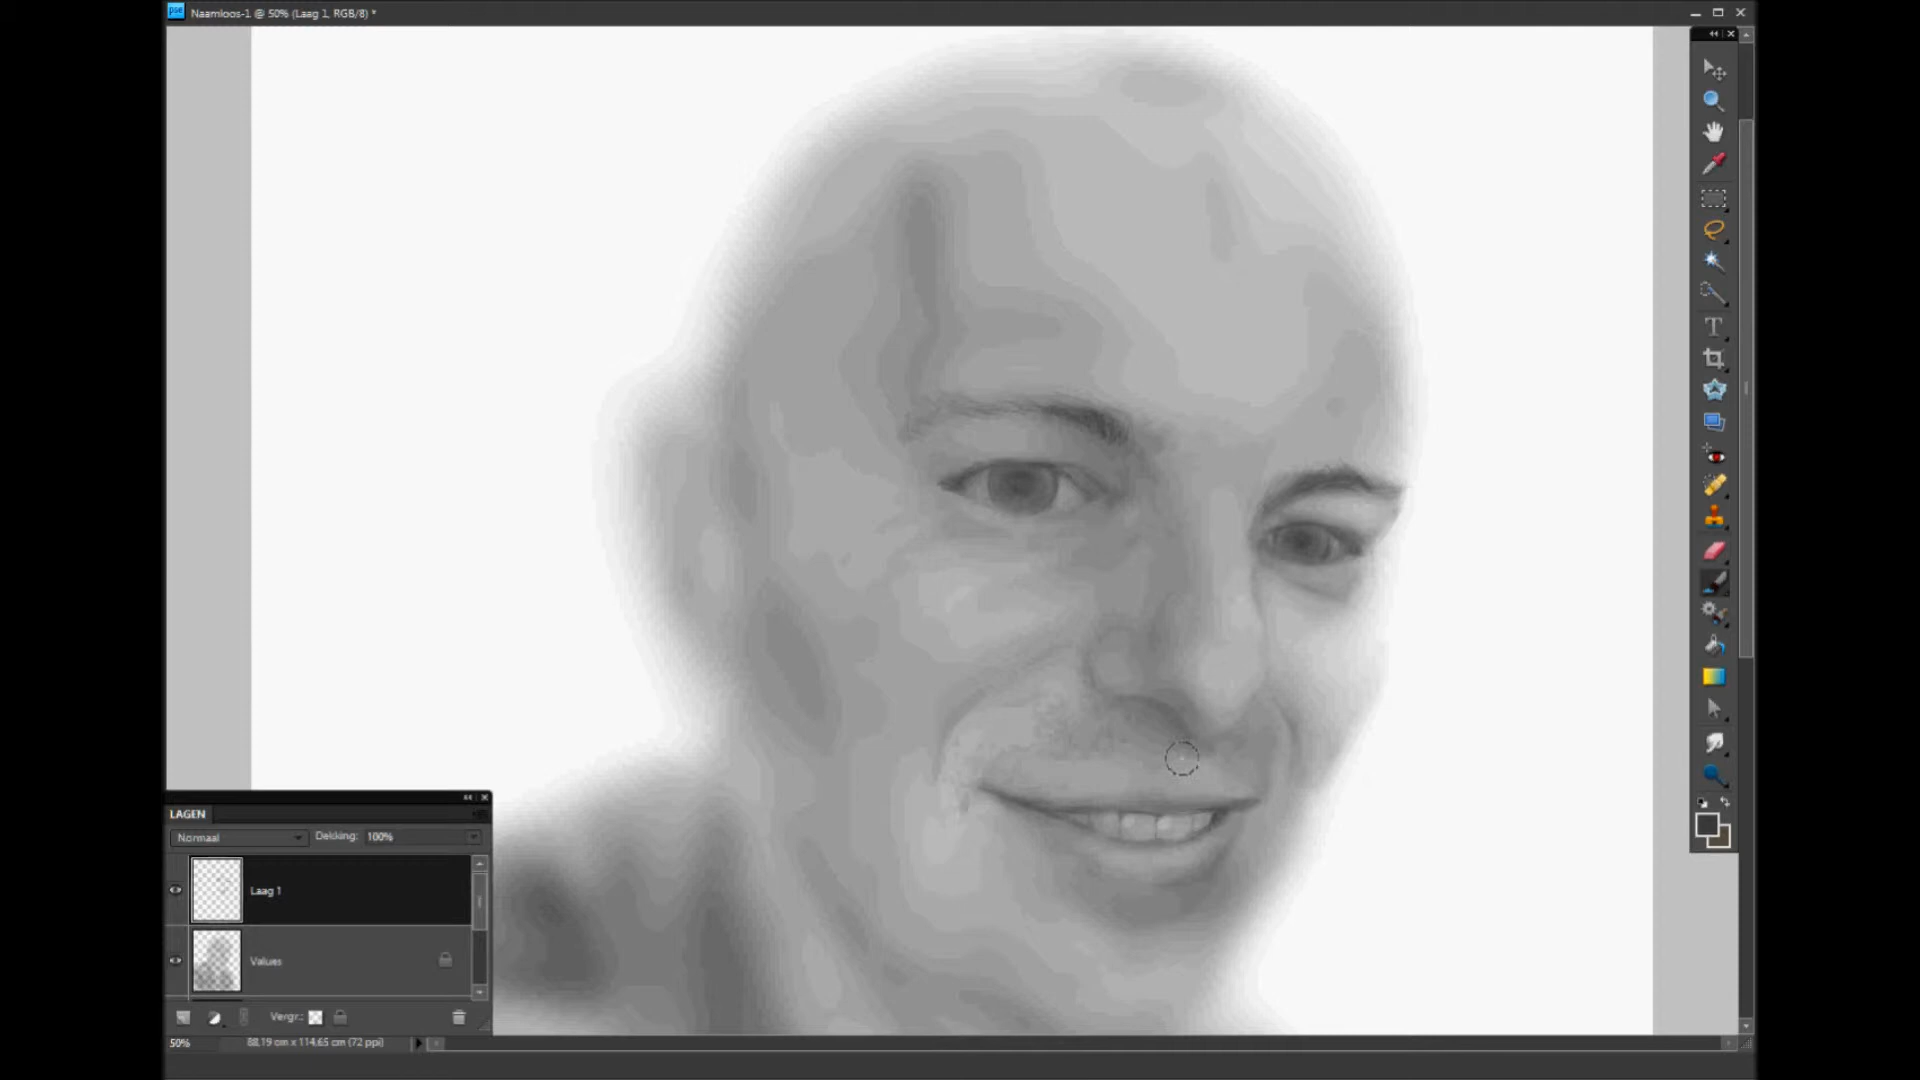 pse Naamloos-1 @ 50% (Laag 1, RGB/8) *
LAGEN
Normaal Dekking: 100%
Laag 1
Values
Vergr.:
50% 88,19 cm x 114,65 cm (72 ppi)